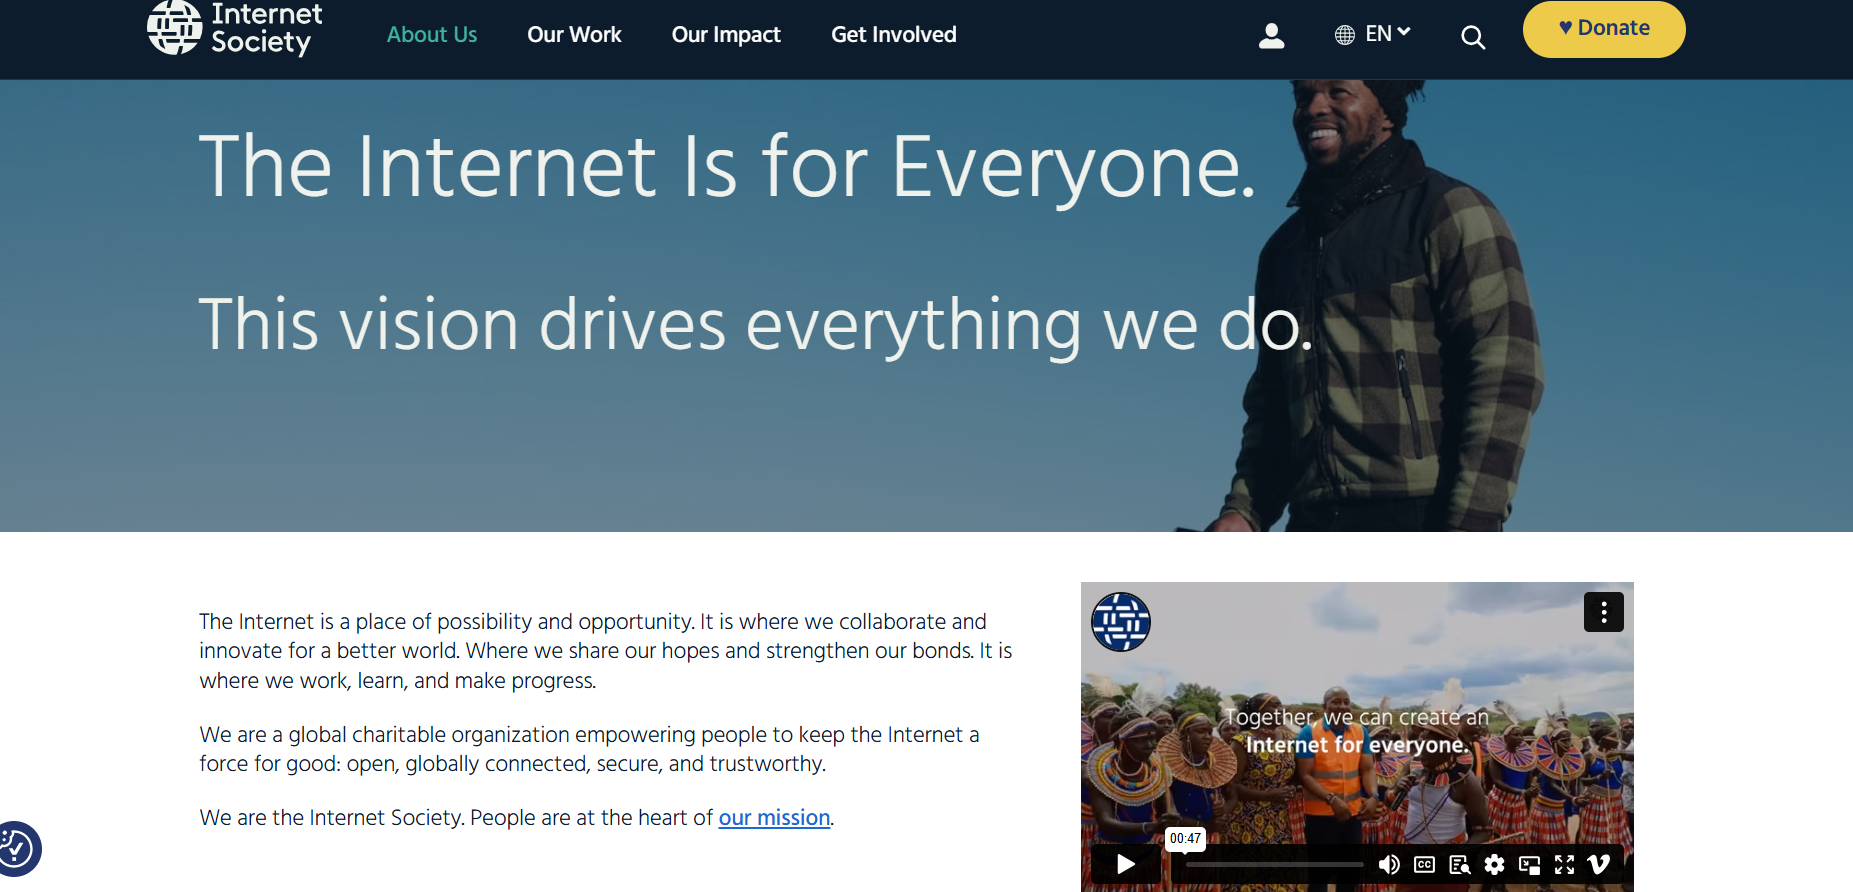 Internet
Society
About Us
Our Work
Our Impact
Get Involved
EN
♥ Donate
The Internet Is for Everyone.
This vision drives everything we do.
The Internet is a place of possibility and opportunity. It is where we collaborate and
innovate for a better world. Where we share our hopes and strengthen our bonds. It is
where we work, learn, and make progress.
We are a global charitable organization empowering people to keep the Internet a
force for good: open, globally connected, secure, and trustworthy.
We are the Internet Society. People are at the heart of our mission.
Together, we can create an
Internet for everyone.
00:47
CC